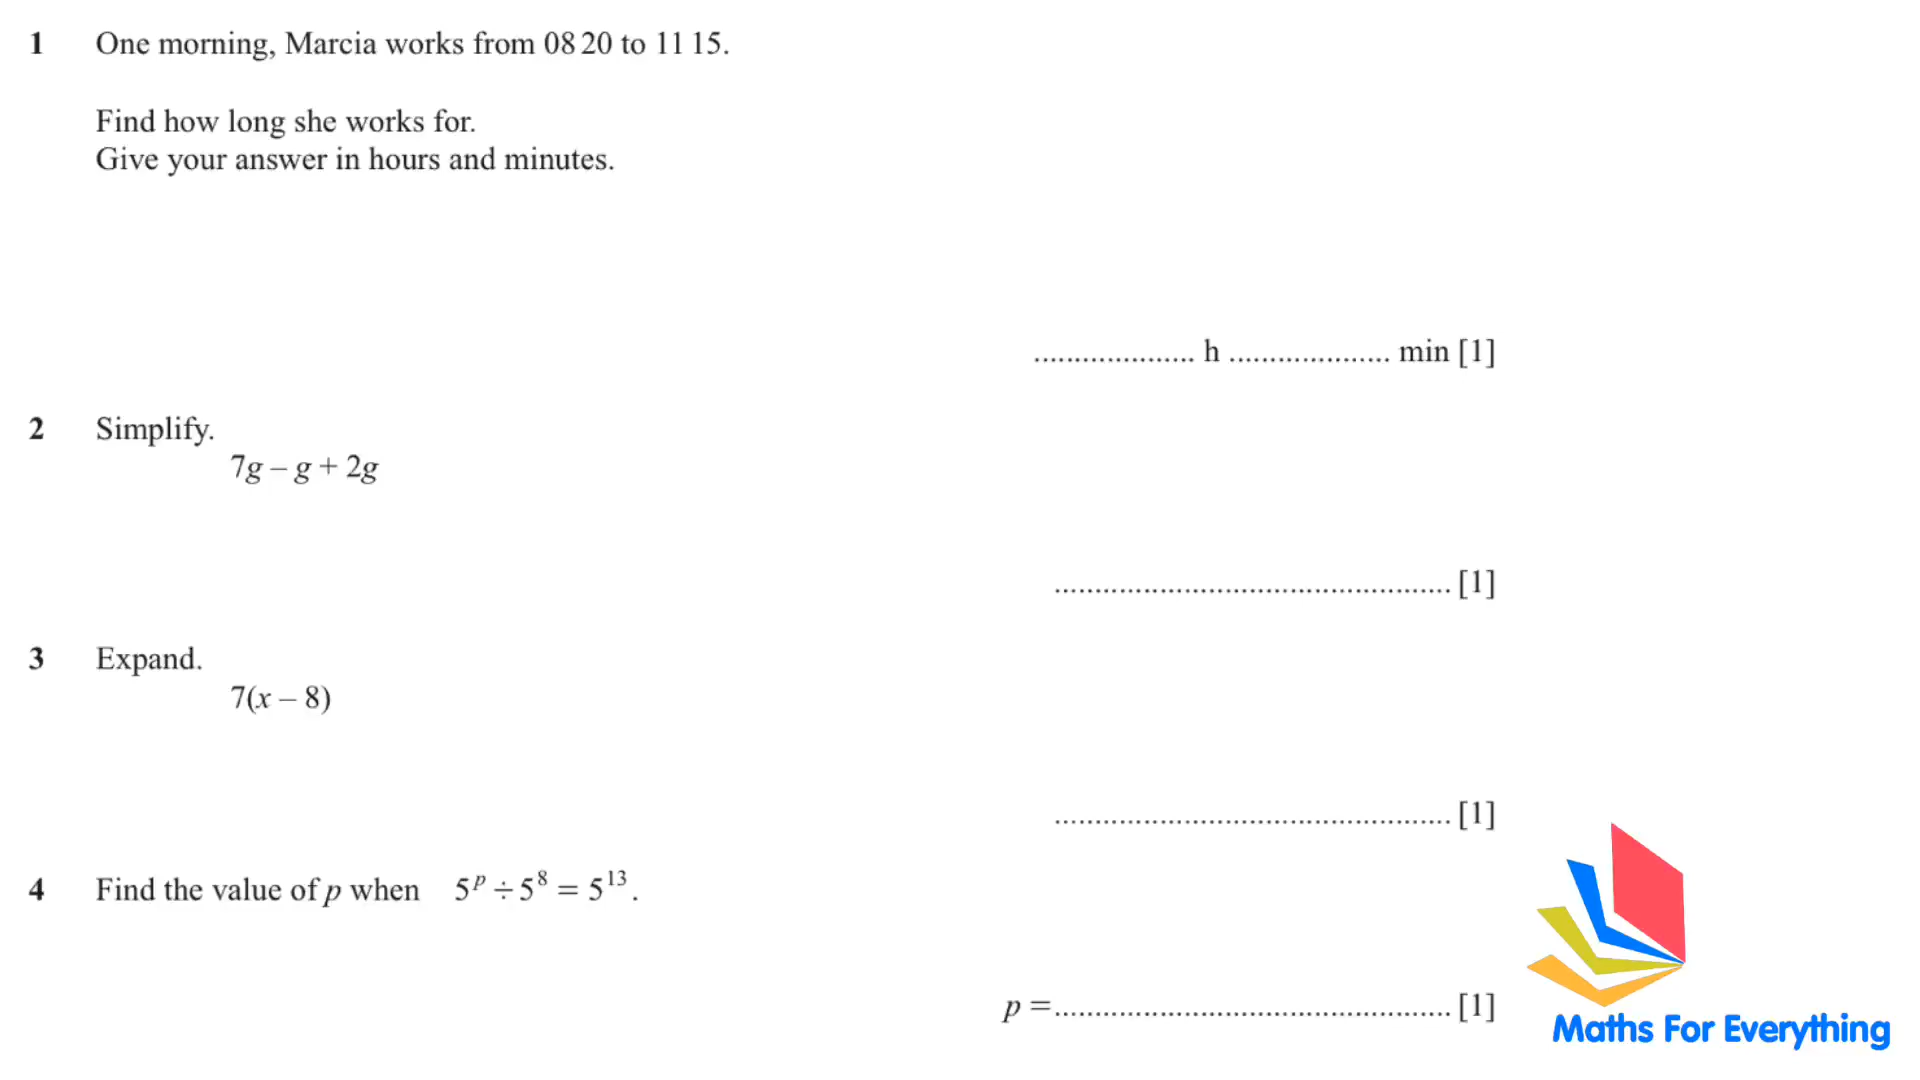 1 One morning, Marcia works from 08 20 to 11 15.
Find how long she works for.
Give your answer in hours and minutes.
.................... h .................... min [1]
2 Simplify.
7g – g + 2g
................................................. [1]
3 Expand.
7(x – 8)
................................................. [1]
4 Find the value of p when 5^p ÷ 5^8 = 5^13.
p = ................................................. [1]
Maths For Everything